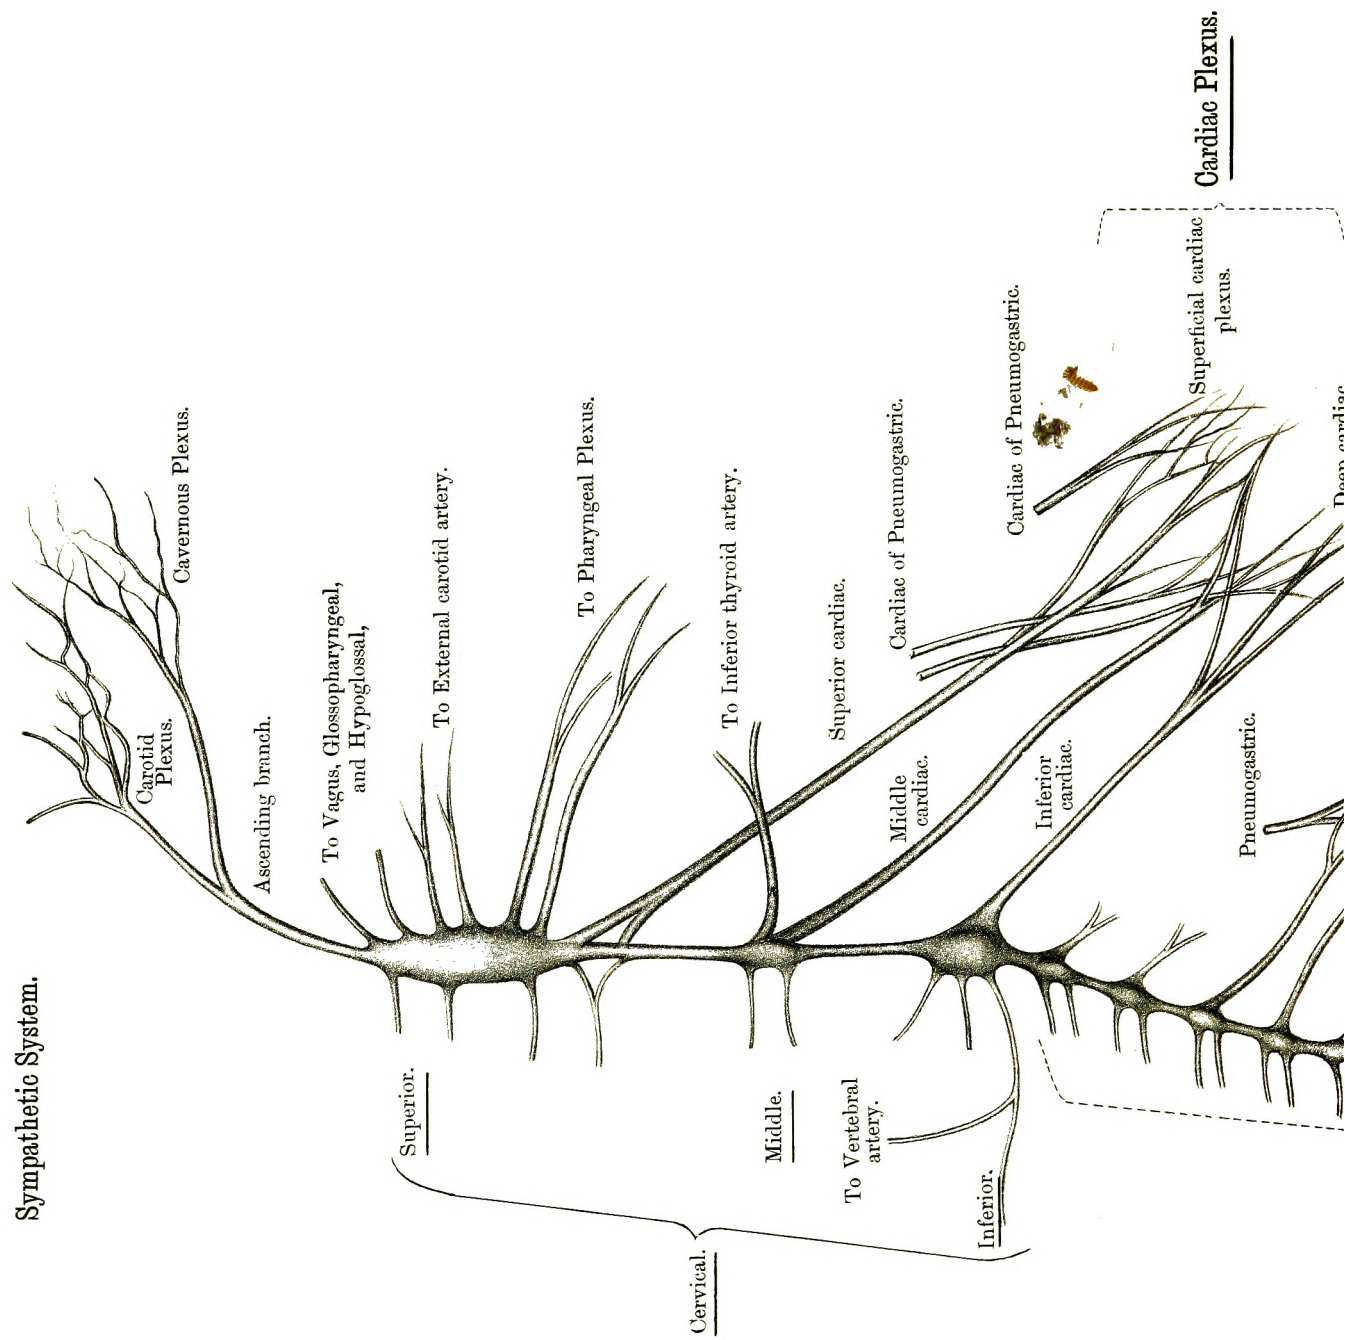 Sympathetic System.
Cavernous Plexus.
Carotid
Plexus.
Ascending branch.
To Vagus, Glossopharyngeal,
and Hypoglossal,
To External carotid artery.
To Pharyngeal Plexus.
To Inferior thyroid artery.
Superior cardiac.
Cardiac of Pneumogastric.
Cardiac of Pneumogastric.
Superficial cardiac
plexus.
Cardiac Plexus.
Deep cardiac
Middle
cardiac.
Inferior
cardiac.
Pneumogastric.
Superior.
Middle.
To Vertebral
artery.
Inferior.
Cervical.